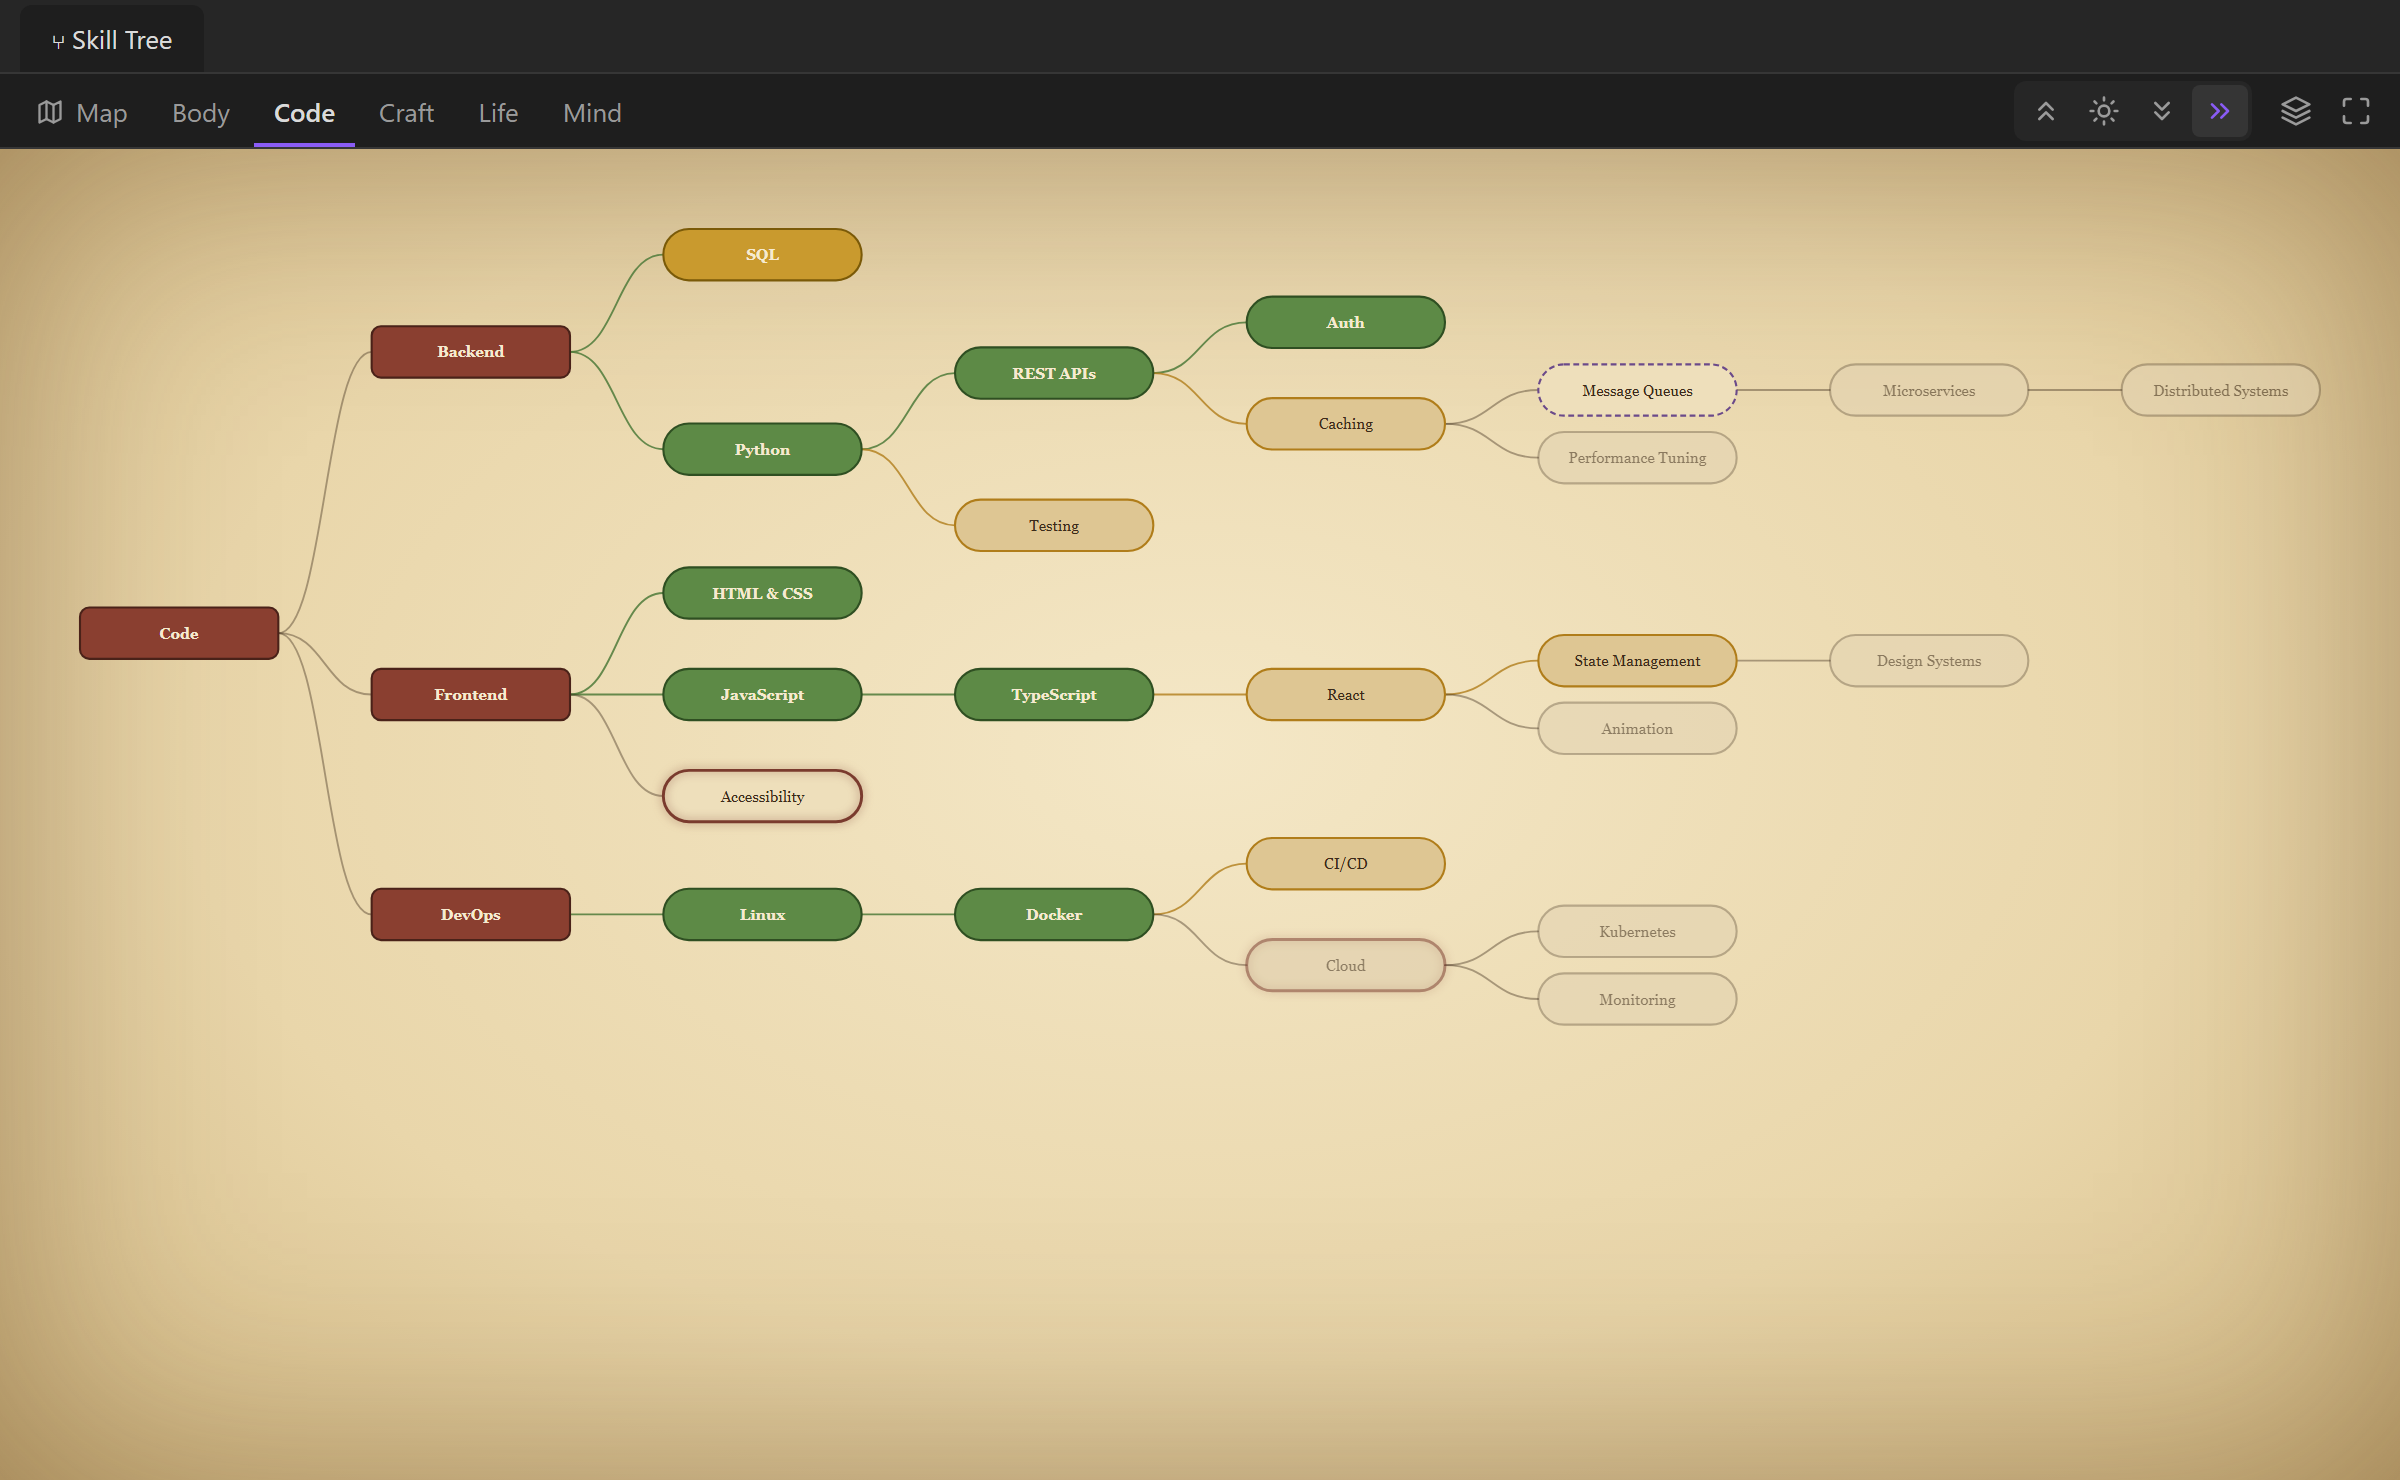 Skill Tree
Map
Body
Code
Craft
Life
Mind
SQL
Auth
Backend
REST APIs
Message Queues
Microservices
Distributed Systems
Caching
Python
Performance Tuning
Testing
HTML & CSS
Code
State Management
Design Systems
Frontend
JavaScript
TypeScript
React
Animation
Accessibility
CI/CD
DevOps
Linux
Docker
Kubernetes
Cloud
Monitoring